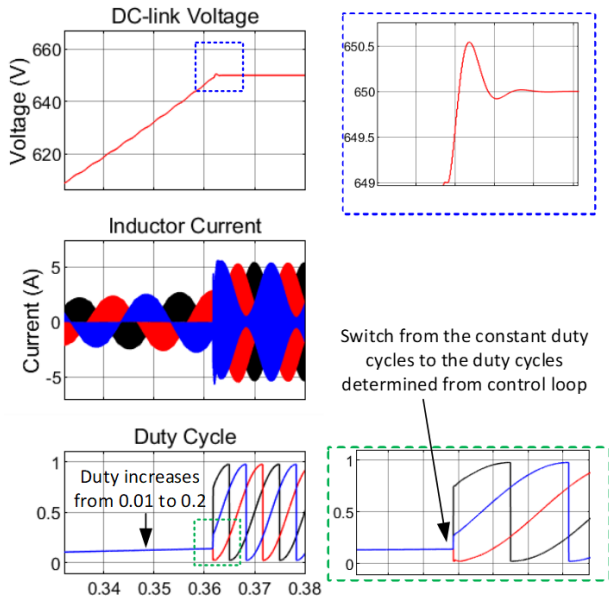 DC-link Voltage
Voltage (V)
660
640
620
650.5
650
649.5
649
Inductor Current
Current (A)
5
0
-5
Switch from the constant duty
cycles to the duty cycles
determined from control loop
Duty Cycle
1
0.5
0
Duty increases
from 0.01 to 0.2
0.34
0.35
0.36
0.37
0.38
1
0.5
0